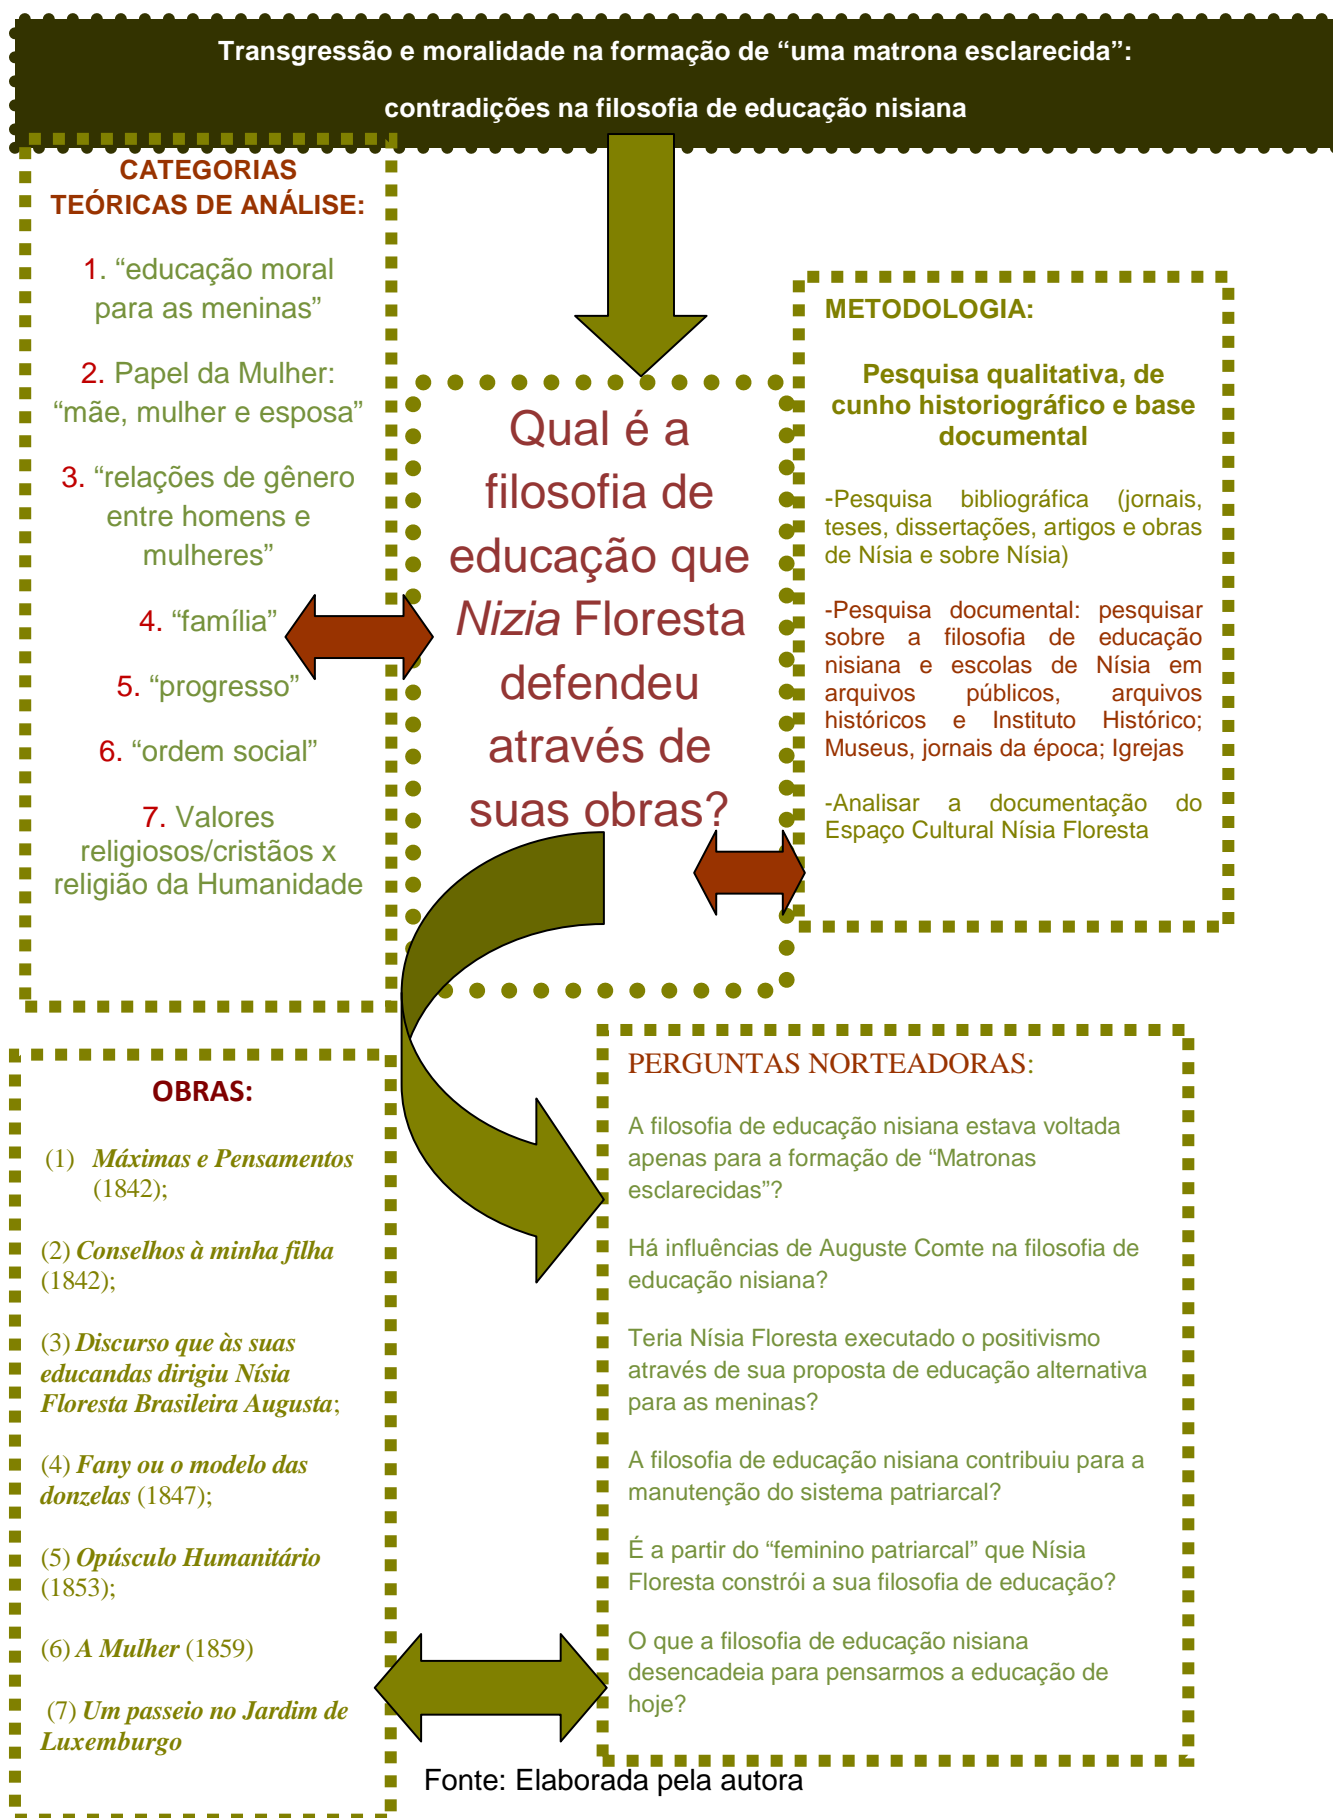 Transgressão e moralidade na formação de “uma matrona esclarecida”:
contradições na filosofia de educação nisiana
CATEGORIAS
TEÓRICAS DE ANÁLISE:
1. “educação moral
para as meninas”
2. Papel da Mulher:
“mãe, mulher e esposa”
3. “relações de gênero
entre homens e
mulheres”
4. “família”
5. “progresso”
6. “ordem social”
7. Valores
religiosos/cristãos x
religião da Humanidade
Qual é a
filosofia de
educação que
Nizia Floresta
defendeu
através de
suas obras?
METODOLOGIA:
Pesquisa qualitativa, de
cunho historiográfico e base
documental
-Pesquisa bibliográfica (jornais,
teses, dissertações, artigos e obras
de Nísia e sobre Nísia)
-Pesquisa documental: pesquisar
sobre a filosofia de educação
nisiana e escolas de Nísia em
arquivos públicos, arquivos
históricos e Instituto Histórico;
Museus, jornais da época; Igrejas
-Analisar a documentação do
Espaço Cultural Nísia Floresta
OBRAS:
(1) Máximas e Pensamentos
(1842);
(2) Conselhos à minha filha
(1842);
(3) Discurso que às suas
educandas dirigiu Nísia
Floresta Brasileira Augusta;
(4) Fany ou o modelo das
donzelas (1847);
(5) Opúsculo Humanitário
(1853);
(6) A Mulher (1859)
(7) Um passeio no Jardim de
Luxemburgo
PERGUNTAS NORTEADORAS:
A filosofia de educação nisiana estava voltada
apenas para a formação de “Matronas
esclarecidas”?
Há influências de Auguste Comte na filosofia de
educação nisiana?
Teria Nísia Floresta executado o positivismo
através de sua proposta de educação alternativa
para as meninas?
A filosofia de educação nisiana contribuiu para a
manutenção do sistema patriarcal?
É a partir do “feminino patriarcal” que Nísia
Floresta constrói a sua filosofia de educação?
O que a filosofia de educação nisiana
desencadeia para pensarmos a educação de
hoje?
Fonte: Elaborada pela autora